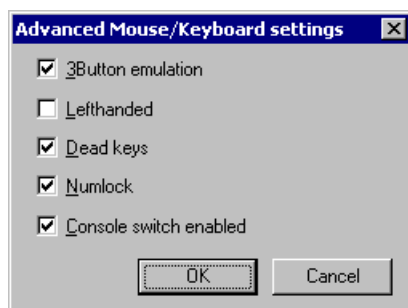 Advanced Mouse/Keyboard settings
3Button emulation
Lefthanded
Dead keys
Numlock
Console switch enabled
OK Cancel